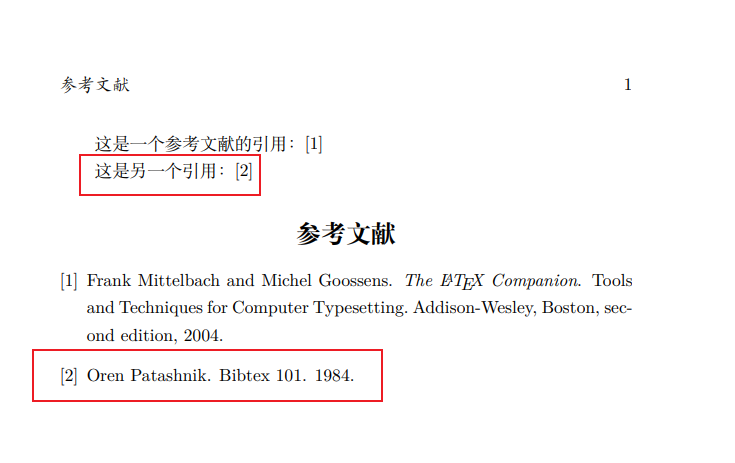 参考文献 1
这是一个参考文献的引用：[1]
这是另一个引用：[2]
参考文献
[1] Frank Mittelbach and Michel Goossens. The LATEX Companion. Tools
and Techniques for Computer Typesetting. Addison-Wesley, Boston, sec-
ond edition, 2004.
[2] Oren Patashnik. Bibtex 101. 1984.